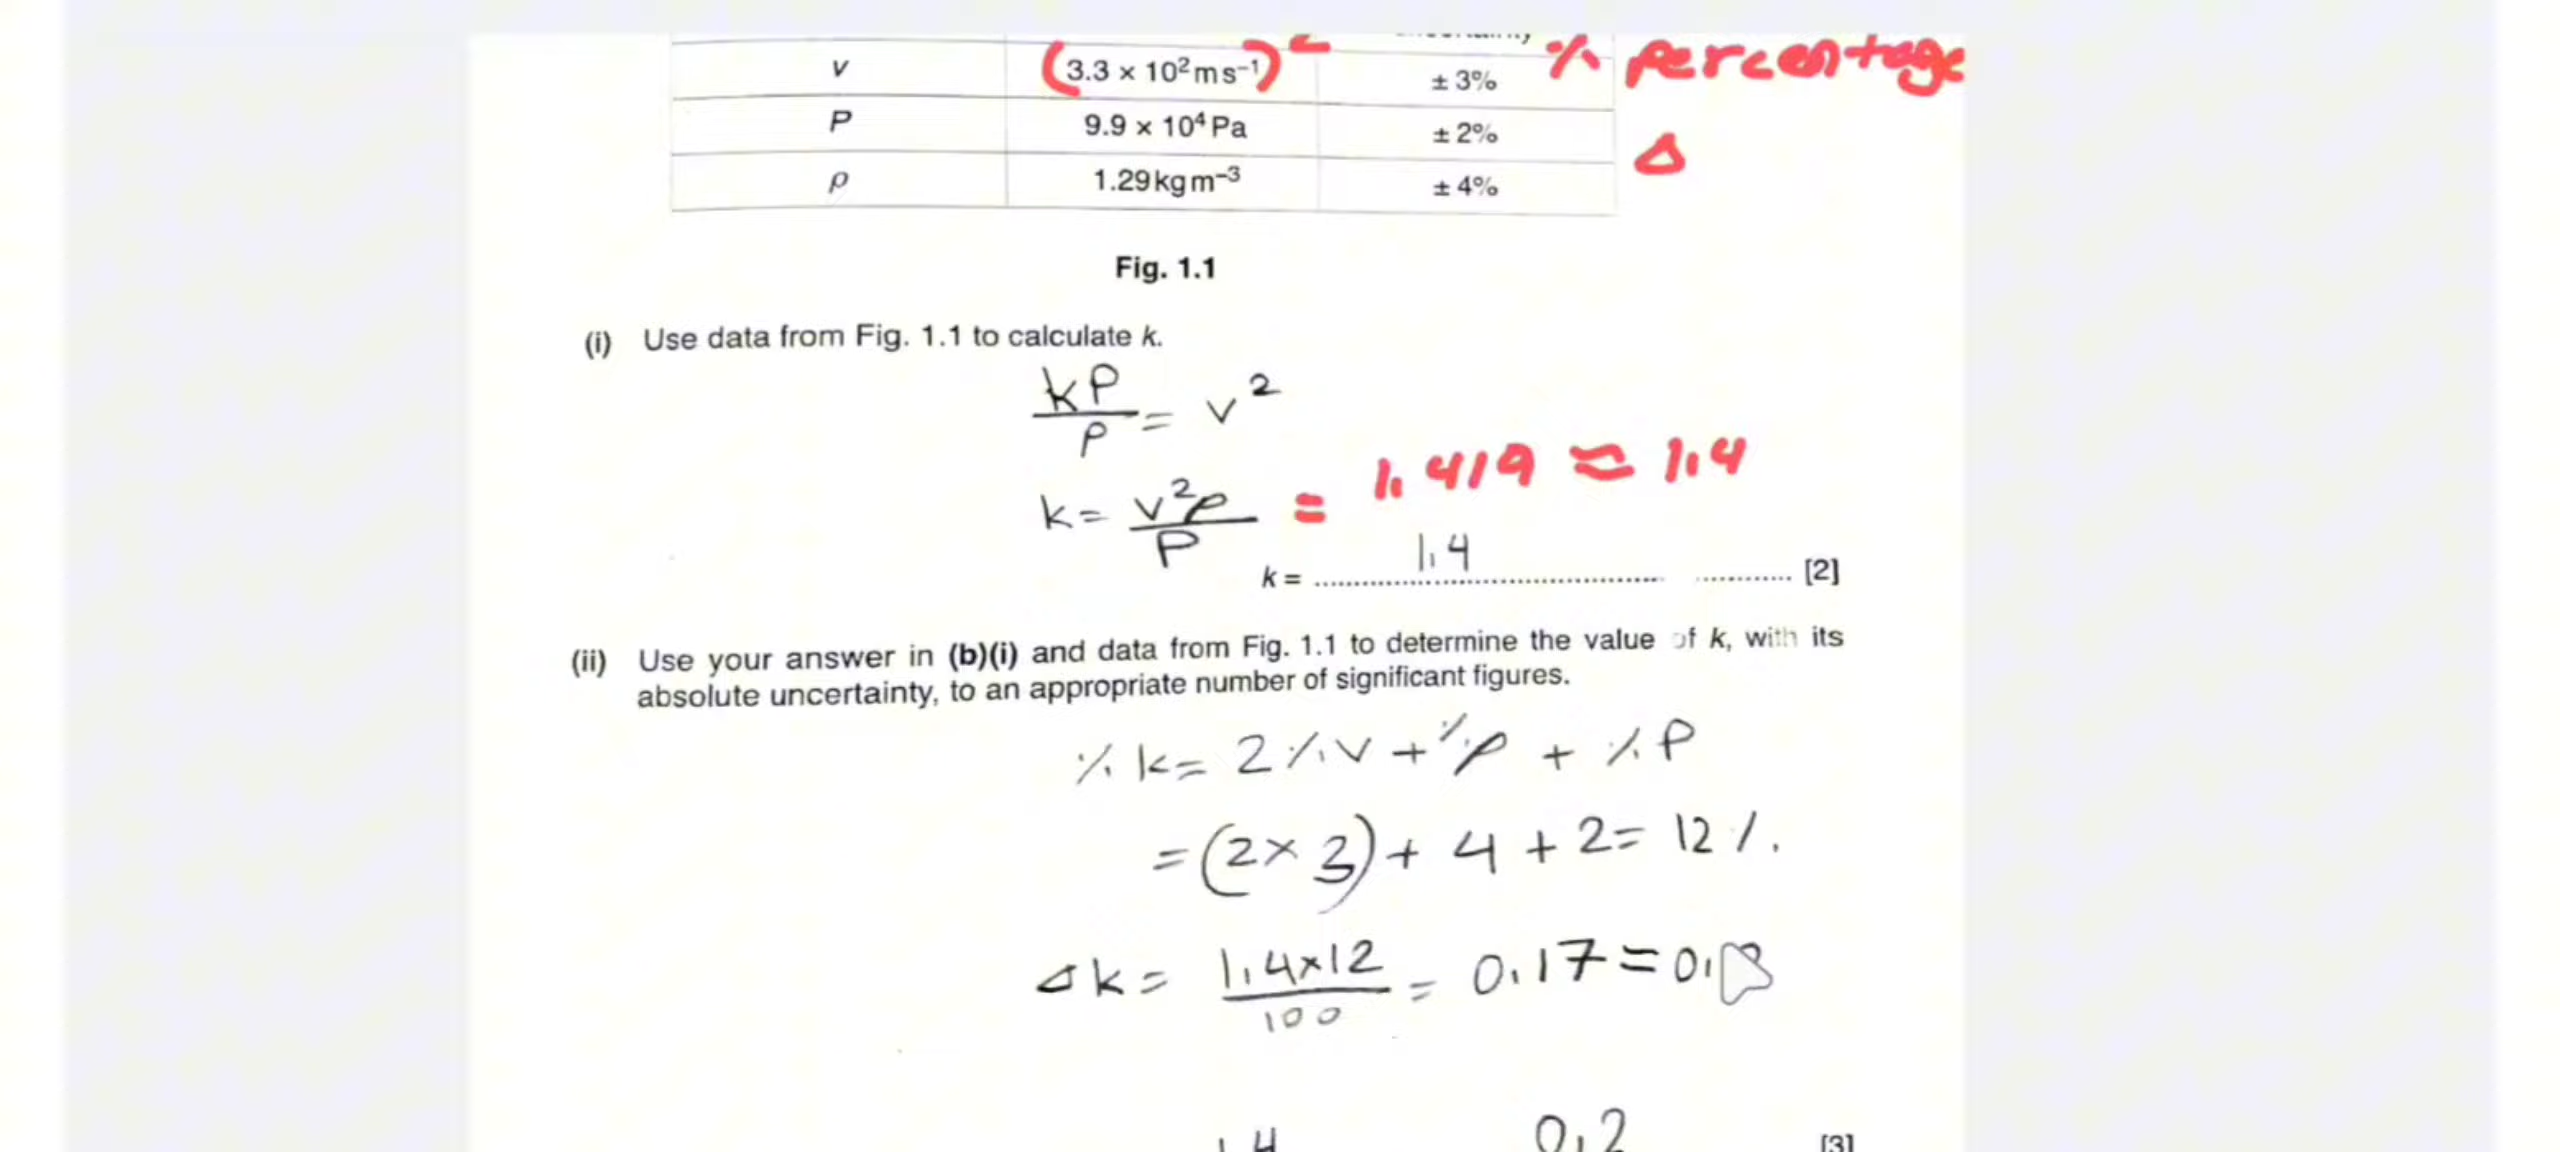 v (3.3 × 10² m s⁻¹)² ± 3% % percentage
P 9.9 × 10⁴ Pa ± 2% Δ
ρ 1.29 kg m⁻³ ± 4%
Fig. 1.1
(i) Use data from Fig. 1.1 to calculate k.
kP/ρ = v²
k = v²ρ/P = 1.419 ≈ 1.4
k = 1.4 [2]
(ii) Use your answer in (b)(i) and data from Fig. 1.1 to determine the value of k, with its
absolute uncertainty, to an appropriate number of significant figures.
% k = 2 % v + % ρ + % P
= (2 × 3) + 4 + 2 = 12 %.
Δk = 1.4×12/100 = 0.17 = 0.
1.4 0.2 [3]